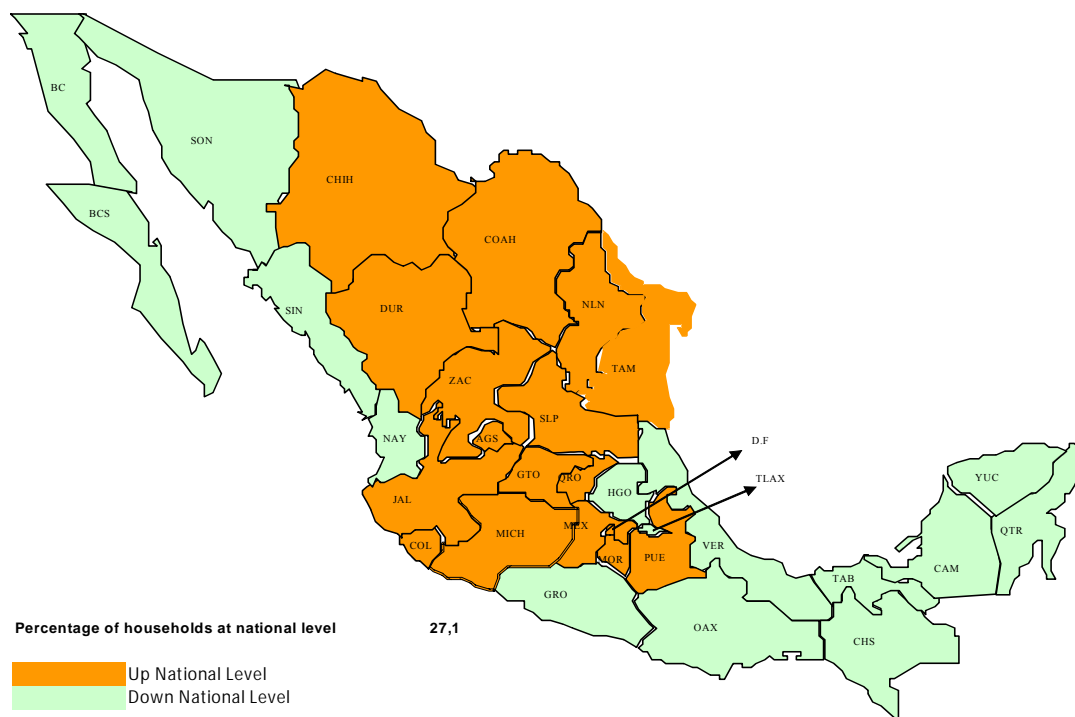 BC
SON
CHIH
BCS
COAH
NLN
SIN
DUR
TAM
ZAC
SLP
NAY
AGS
D.F
GTO
QRO
TLAX
HGO
YUC
JAL
MEX
QTR
COL
MICH
MOR
PUE
VER
CAM
TAB
GRO
OAX
CHS
Percentage of households at national level 27,1
Up National Level
Down National Level